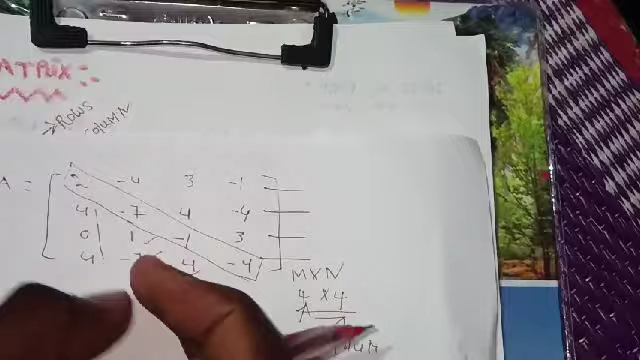 ATRIX:-
→ROWS
A =
2 -4 3 -1
4 -7 4 -4
0 1 -1 3
4 4 -4
MXN
4 X 4